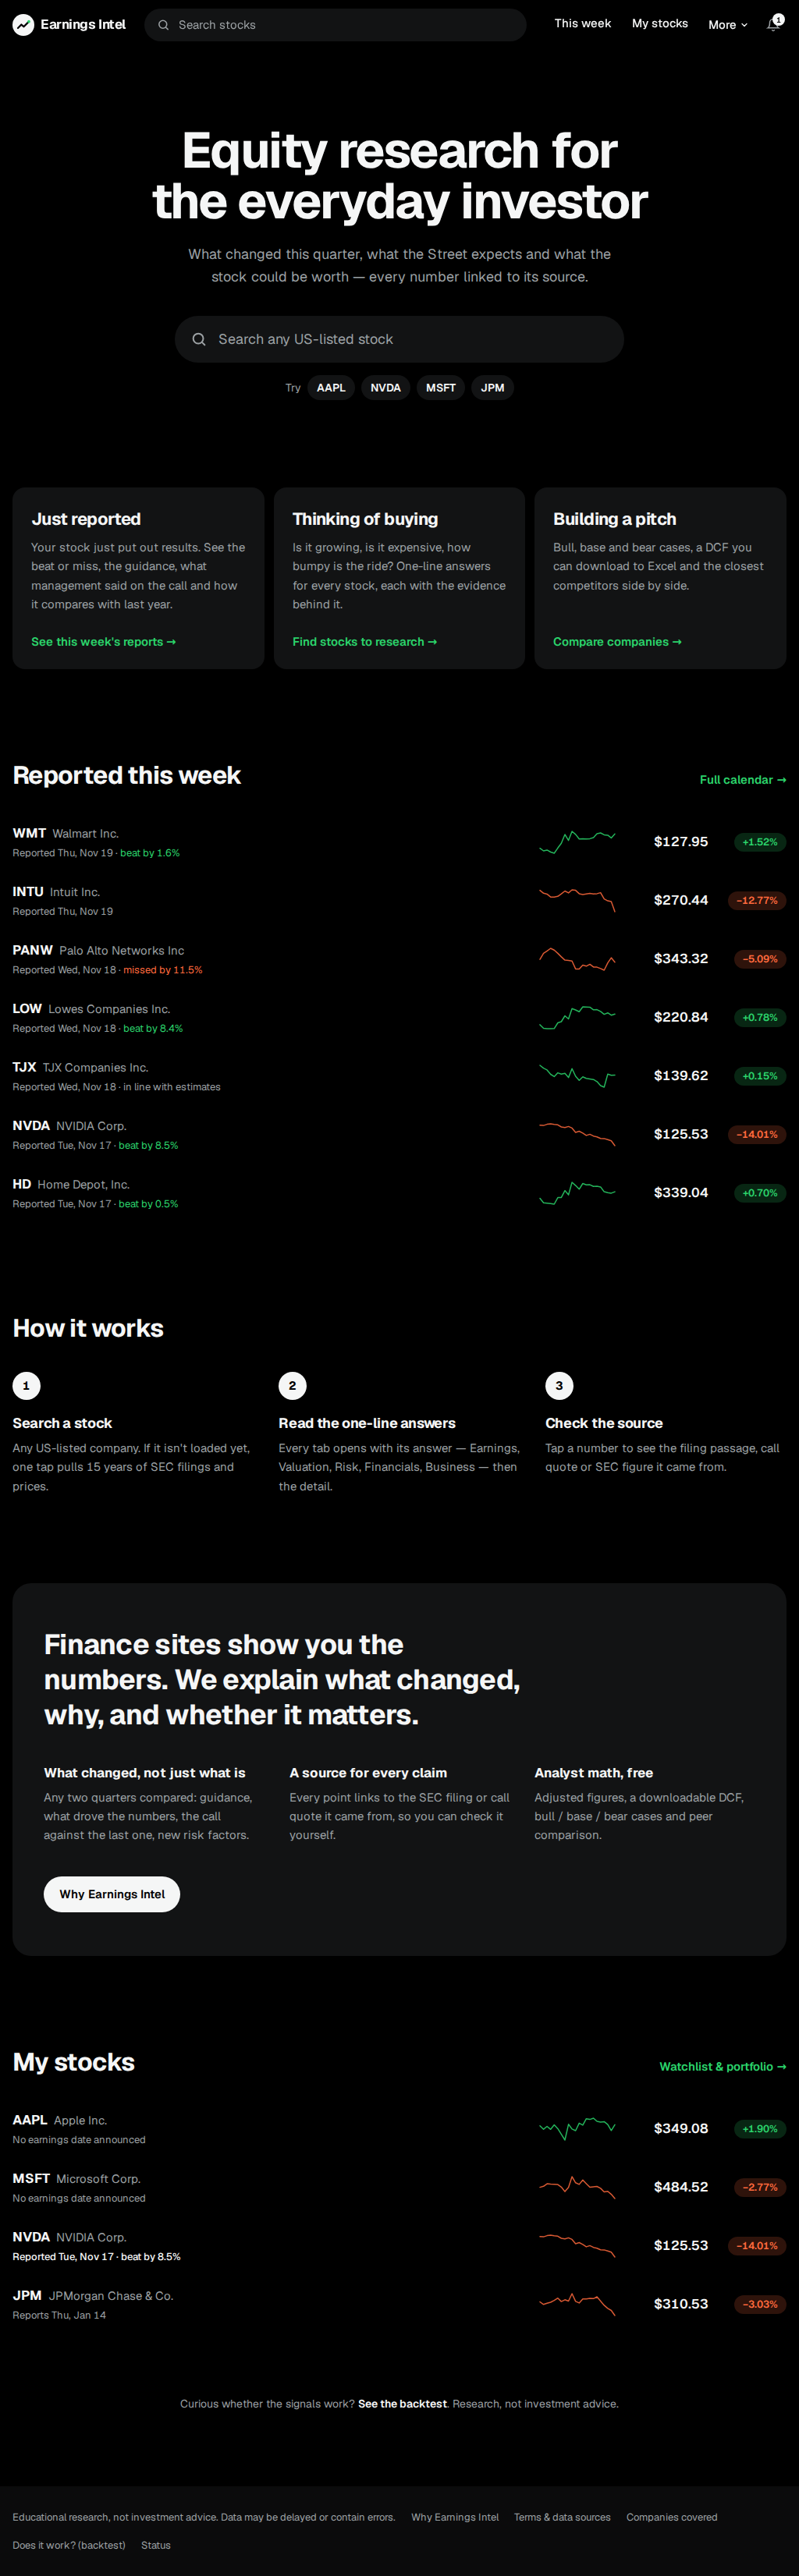 Earnings Intel
Search stocks
This week
My stocks
More
1
Equity research for
the everyday investor
What changed this quarter, what the Street expects and what the
stock could be worth — every number linked to its source.
Search any US-listed stock
Try AAPL NVDA MSFT JPM
Just reported
Your stock just put out results. See the
beat or miss, the guidance, what
management said on the call and how
it compares with last year.
See this week's reports →
Thinking of buying
Is it growing, is it expensive, how
bumpy is the ride? One-line answers
for every stock, each with the evidence
behind it.
Find stocks to research →
Building a pitch
Bull, base and bear cases, a DCF you
can download to Excel and the closest
competitors side by side.
Compare companies →
Reported this week
Full calendar →
WMT Walmart Inc.
Reported Thu, Nov 19 · beat by 1.6%
$127.95
+1.52%
INTU Intuit Inc.
Reported Thu, Nov 19
$270.44
−12.77%
PANW Palo Alto Networks Inc
Reported Wed, Nov 18 · missed by 11.5%
$343.32
−5.09%
LOW Lowes Companies Inc.
Reported Wed, Nov 18 · beat by 8.4%
$220.84
+0.78%
TJX TJX Companies Inc.
Reported Wed, Nov 18 · in line with estimates
$139.62
+0.15%
NVDA NVIDIA Corp.
Reported Tue, Nov 17 · beat by 8.5%
$125.53
−14.01%
HD Home Depot, Inc.
Reported Tue, Nov 17 · beat by 0.5%
$339.04
+0.70%
How it works
1
Search a stock
Any US-listed company. If it isn't loaded yet,
one tap pulls 15 years of SEC filings and
prices.
2
Read the one-line answers
Every tab opens with its answer — Earnings,
Valuation, Risk, Financials, Business — then
the detail.
3
Check the source
Tap a number to see the filing passage, call
quote or SEC figure it came from.
Finance sites show you the
numbers. We explain what changed,
why, and whether it matters.
What changed, not just what is
Any two quarters compared: guidance,
what drove the numbers, the call
against the last one, new risk factors.
A source for every claim
Every point links to the SEC filing or call
quote it came from, so you can check it
yourself.
Analyst math, free
Adjusted figures, a downloadable DCF,
bull / base / bear cases and peer
comparison.
Why Earnings Intel
My stocks
Watchlist & portfolio →
AAPL Apple Inc.
No earnings date announced
$349.08
+1.90%
MSFT Microsoft Corp.
No earnings date announced
$484.52
−2.77%
NVDA NVIDIA Corp.
Reported Tue, Nov 17 · beat by 8.5%
$125.53
−14.01%
JPM JPMorgan Chase & Co.
Reports Thu, Jan 14
$310.53
−3.03%
Curious whether the signals work? See the backtest. Research, not investment advice.
Educational research, not investment advice. Data may be delayed or contain errors. Why Earnings Intel Terms & data sources Companies covered
Does it work? (backtest) Status